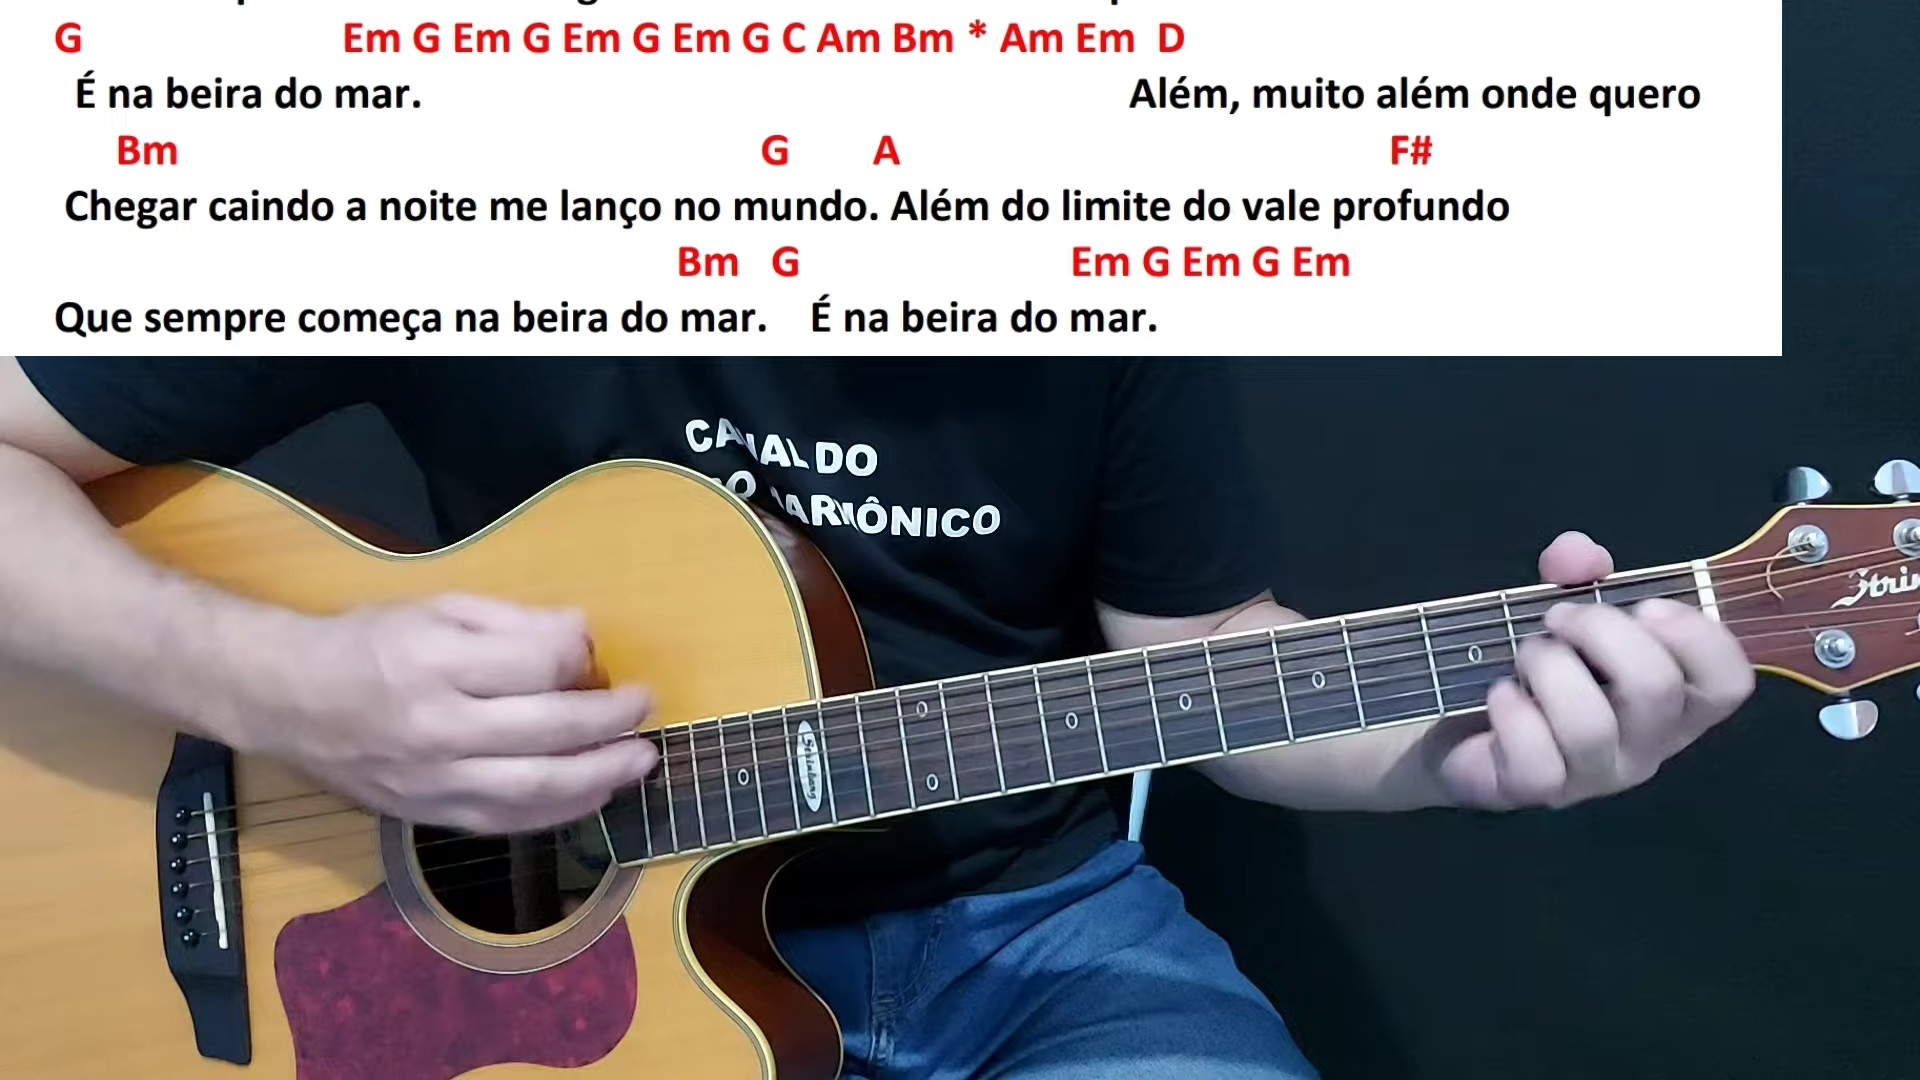 G Em G Em G Em G Em G C Am Bm * Am Em D
É na beira do mar. Além, muito além onde quero
Bm G A F#
Chegar caindo a noite me lanço no mundo. Além do limite do vale profundo
Bm G Em G Em G Em
Que sempre começa na beira do mar. É na beira do mar.
CANAL DO
HARMÔNICO
Strinberg